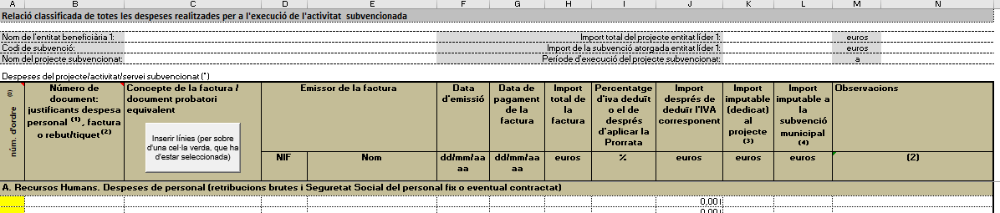 A B C D E F G H I J K L M N
Relació classificada de totes les despeses realitzades per a l'execució de l'activitat subvencionada
Nom de l'entitat beneficiària 1: Import total del projecte entitat líder 1: euros
Codi de subvenció: Import de la subvenció atorgada entitat líder 1: euros
Nom del projecte subvencionat: Període d'execució del projecte subvencionat: a
Despeses del projecte/activitat/servei subvencionat (*)
núm. d'ordre (0)
Número de
document:
justificants despesa
personal (1), factura
o rebut/tiquet (2)
Concepte de la factura /
document probatori
equivalent
Inserir línies (per sobre
d'una cel·la verda, que ha
d'estar seleccionada)
Emissor de la factura
NIF Nom
Data
d'emissió
dd/mm/aa
aa
Data de
pagament
de la
factura
dd/mm/aa
aa
Import
total de
la
factura
euros
Percentatge
d'iva deduït
o el de
després
d'aplicar la
Prorrata
%
Import
després de
deduïr l'IVA
corresponent
euros
Import
imputable
(dedicat)
al
projecte
(3)
euros
Import
imputable a
la
subvenció
municipal
(4)
euros
Observacions
(2)
A. Recursos Humans. Despeses de personal (retribucions brutes i Seguretat Social del personal fix o eventual contractat)
0,00
0,00